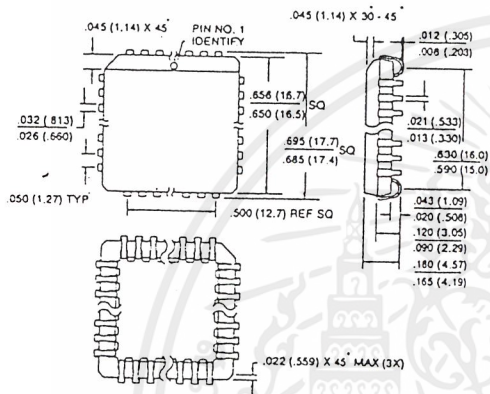 .045 (1.14) X 45°
PIN NO. 1
IDENTIFY
.045 (1.14) X 30° - 45°
.012 (.305)
.008 (.203)
.656 (16.7)
.650 (16.5)
SQ
.032 (.813)
.026 (.660)
.695 (17.7)
.685 (17.4)
SQ
.021 (.533)
.013 (.330)
.630 (16.0)
.590 (15.0)
.050 (1.27) TYP
.500 (12.7) REF SQ
.043 (1.09)
.020 (.508)
.120 (3.05)
.090 (2.29)
.180 (4.57)
.165 (4.19)
.022 (.559) X 45° MAX (3X)